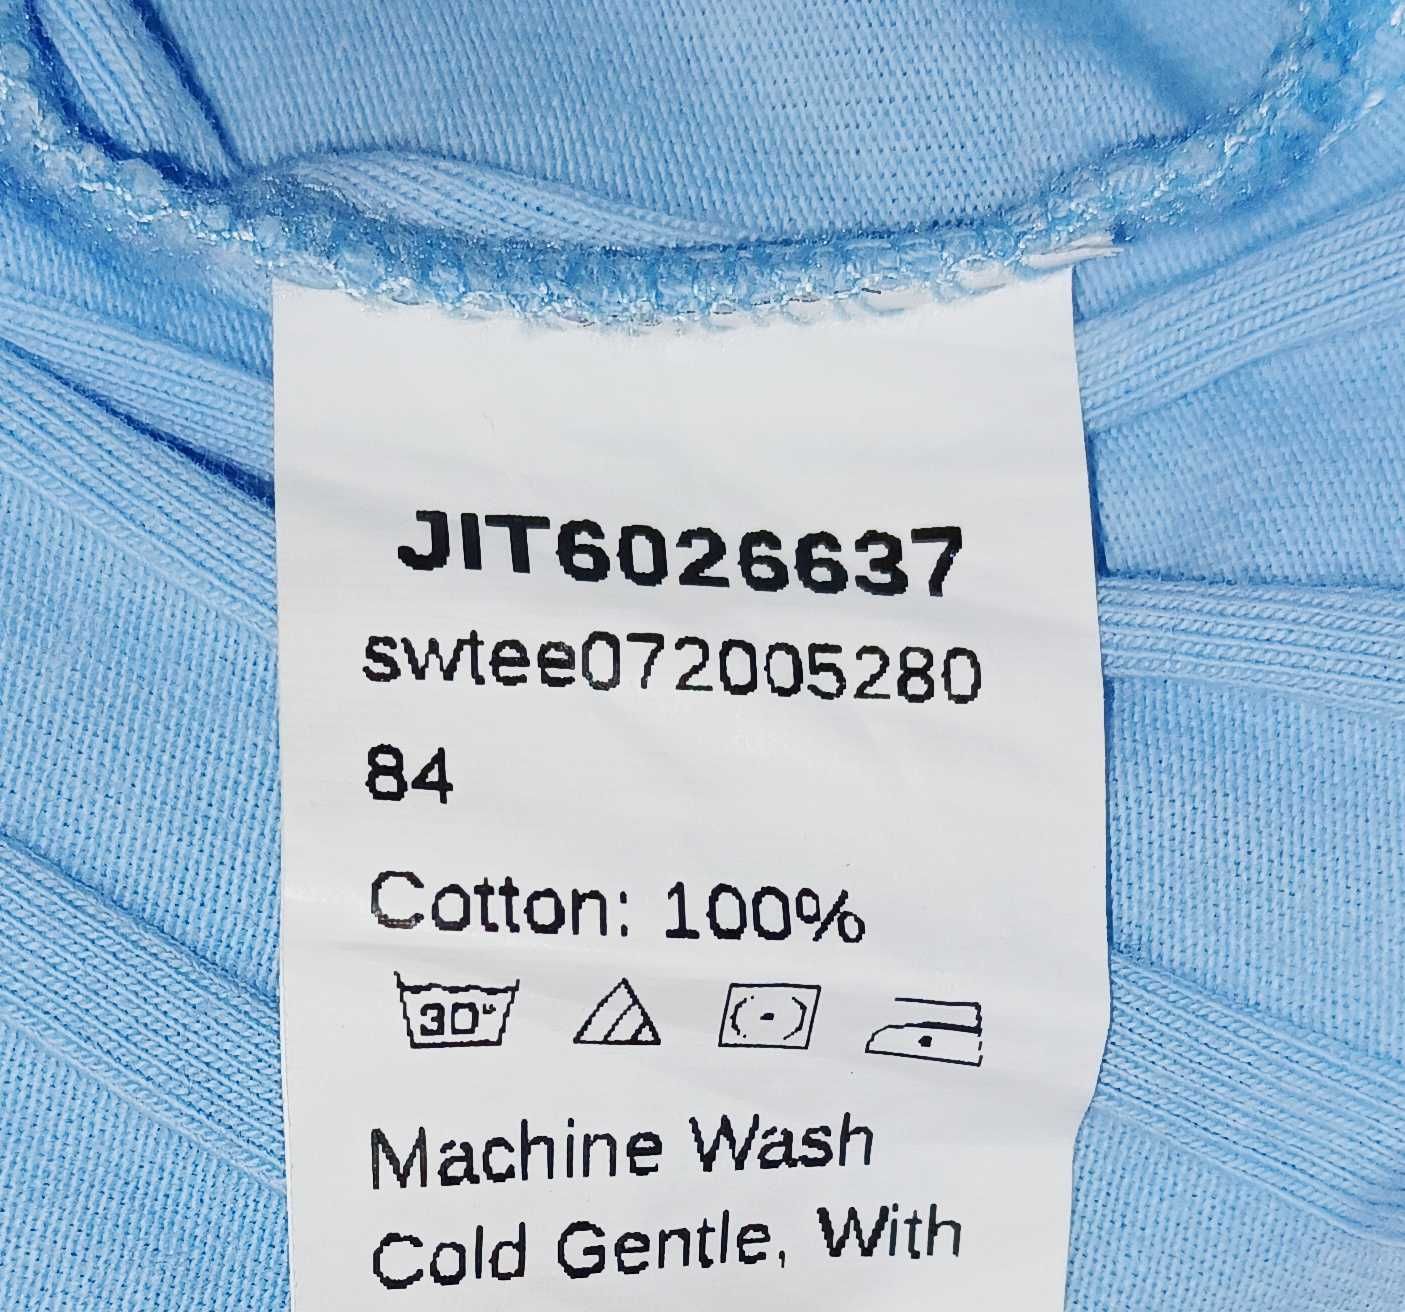 JIT6026637
swtee072005280
84
Cotton: 100%
30°
Machine Wash
Cold Gentle, With